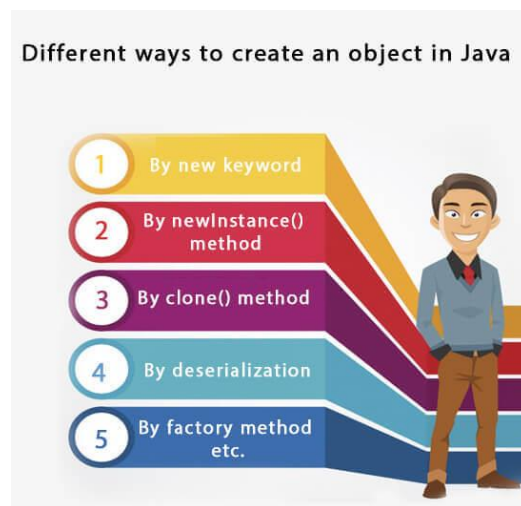 Different ways to create an object in Java
1
By new keyword
2
By newInstance()
method
3
By clone() method
4
By deserialization
5
By factory method
etc.